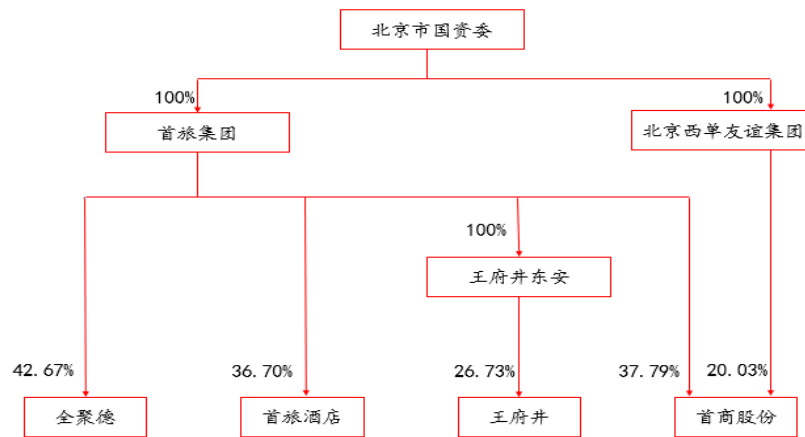 北京市国资委
100%
100%
首旅集团
北京西单友谊集团
100%
王府井东安
42.67%
36.70%
26.73%
37.79%
20.03%
全聚德
首旅酒店
王府井
首商股份